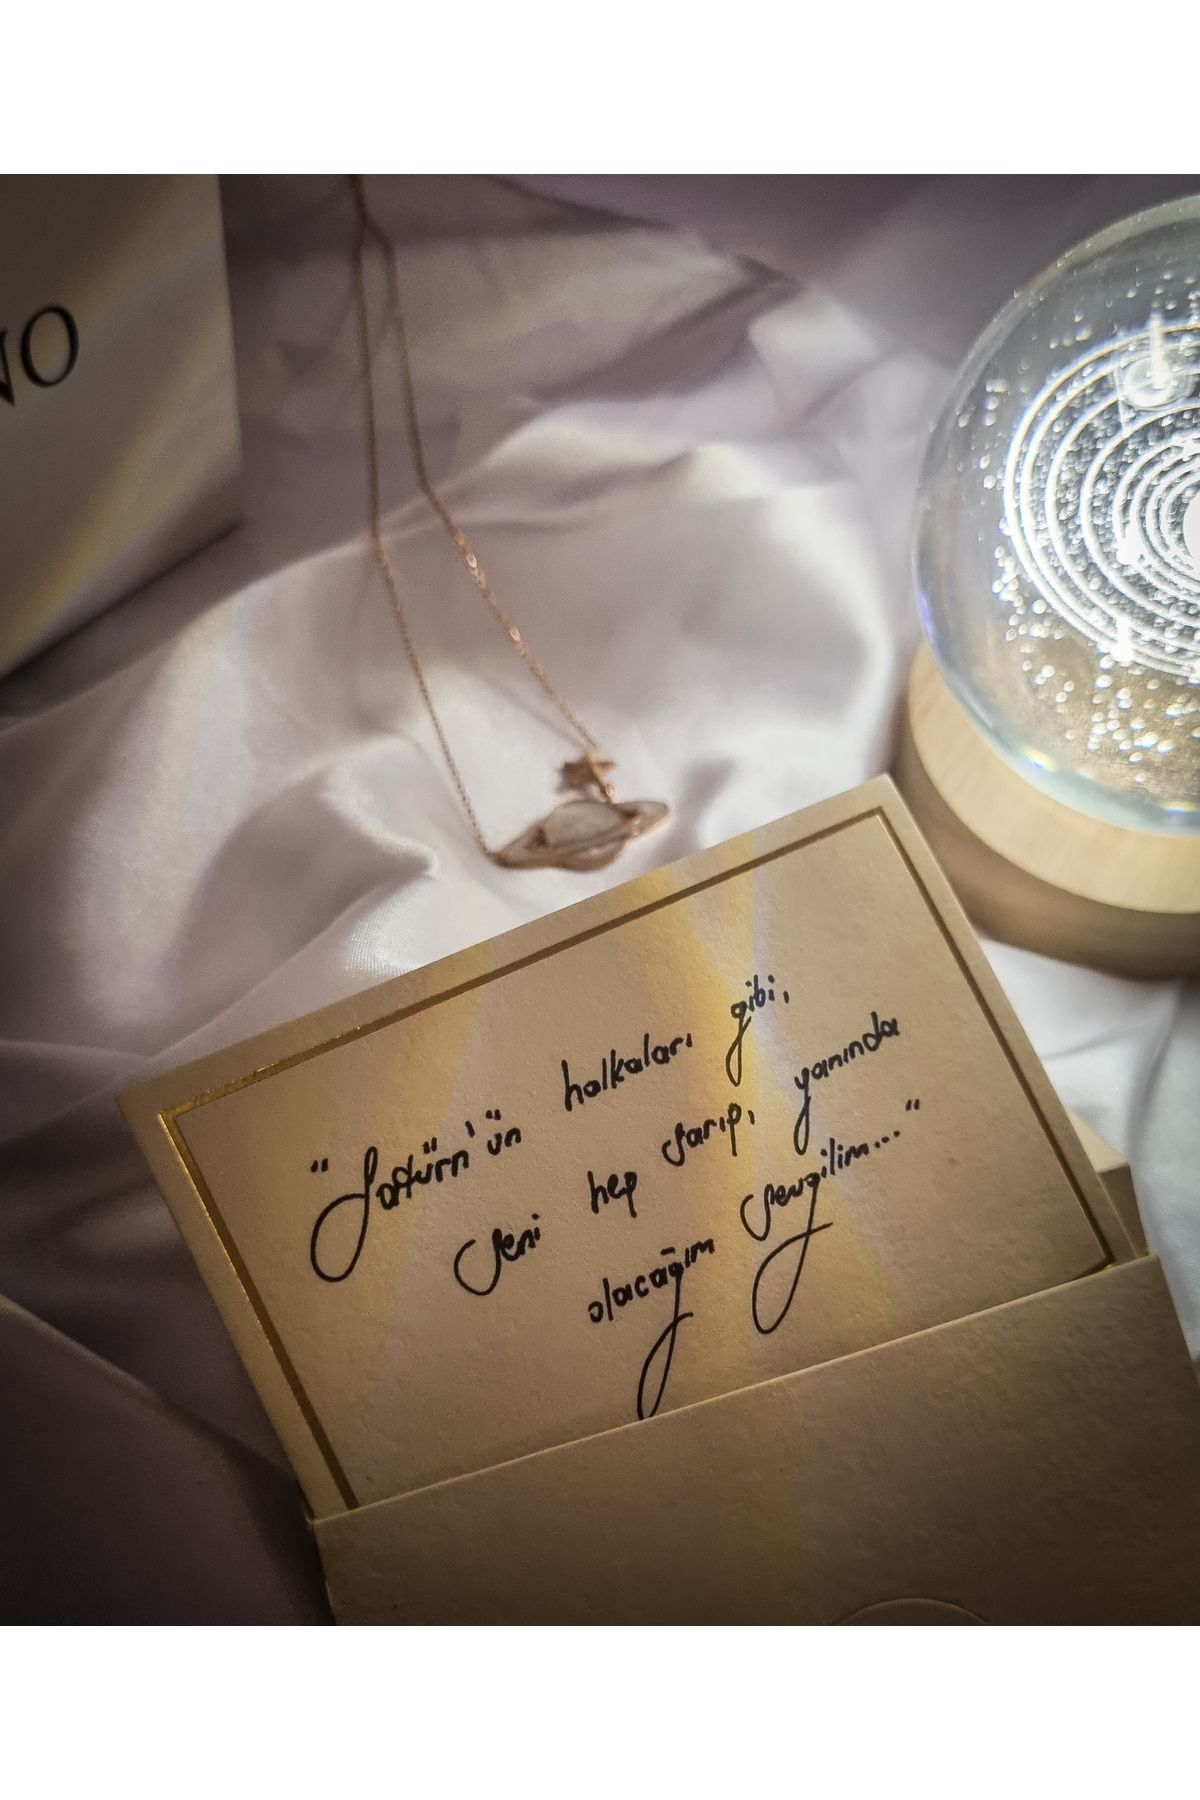 NO
"Satürn'ün halkaları gibi,
seni hep sarıp, yanında
olacağım sevgilim..."